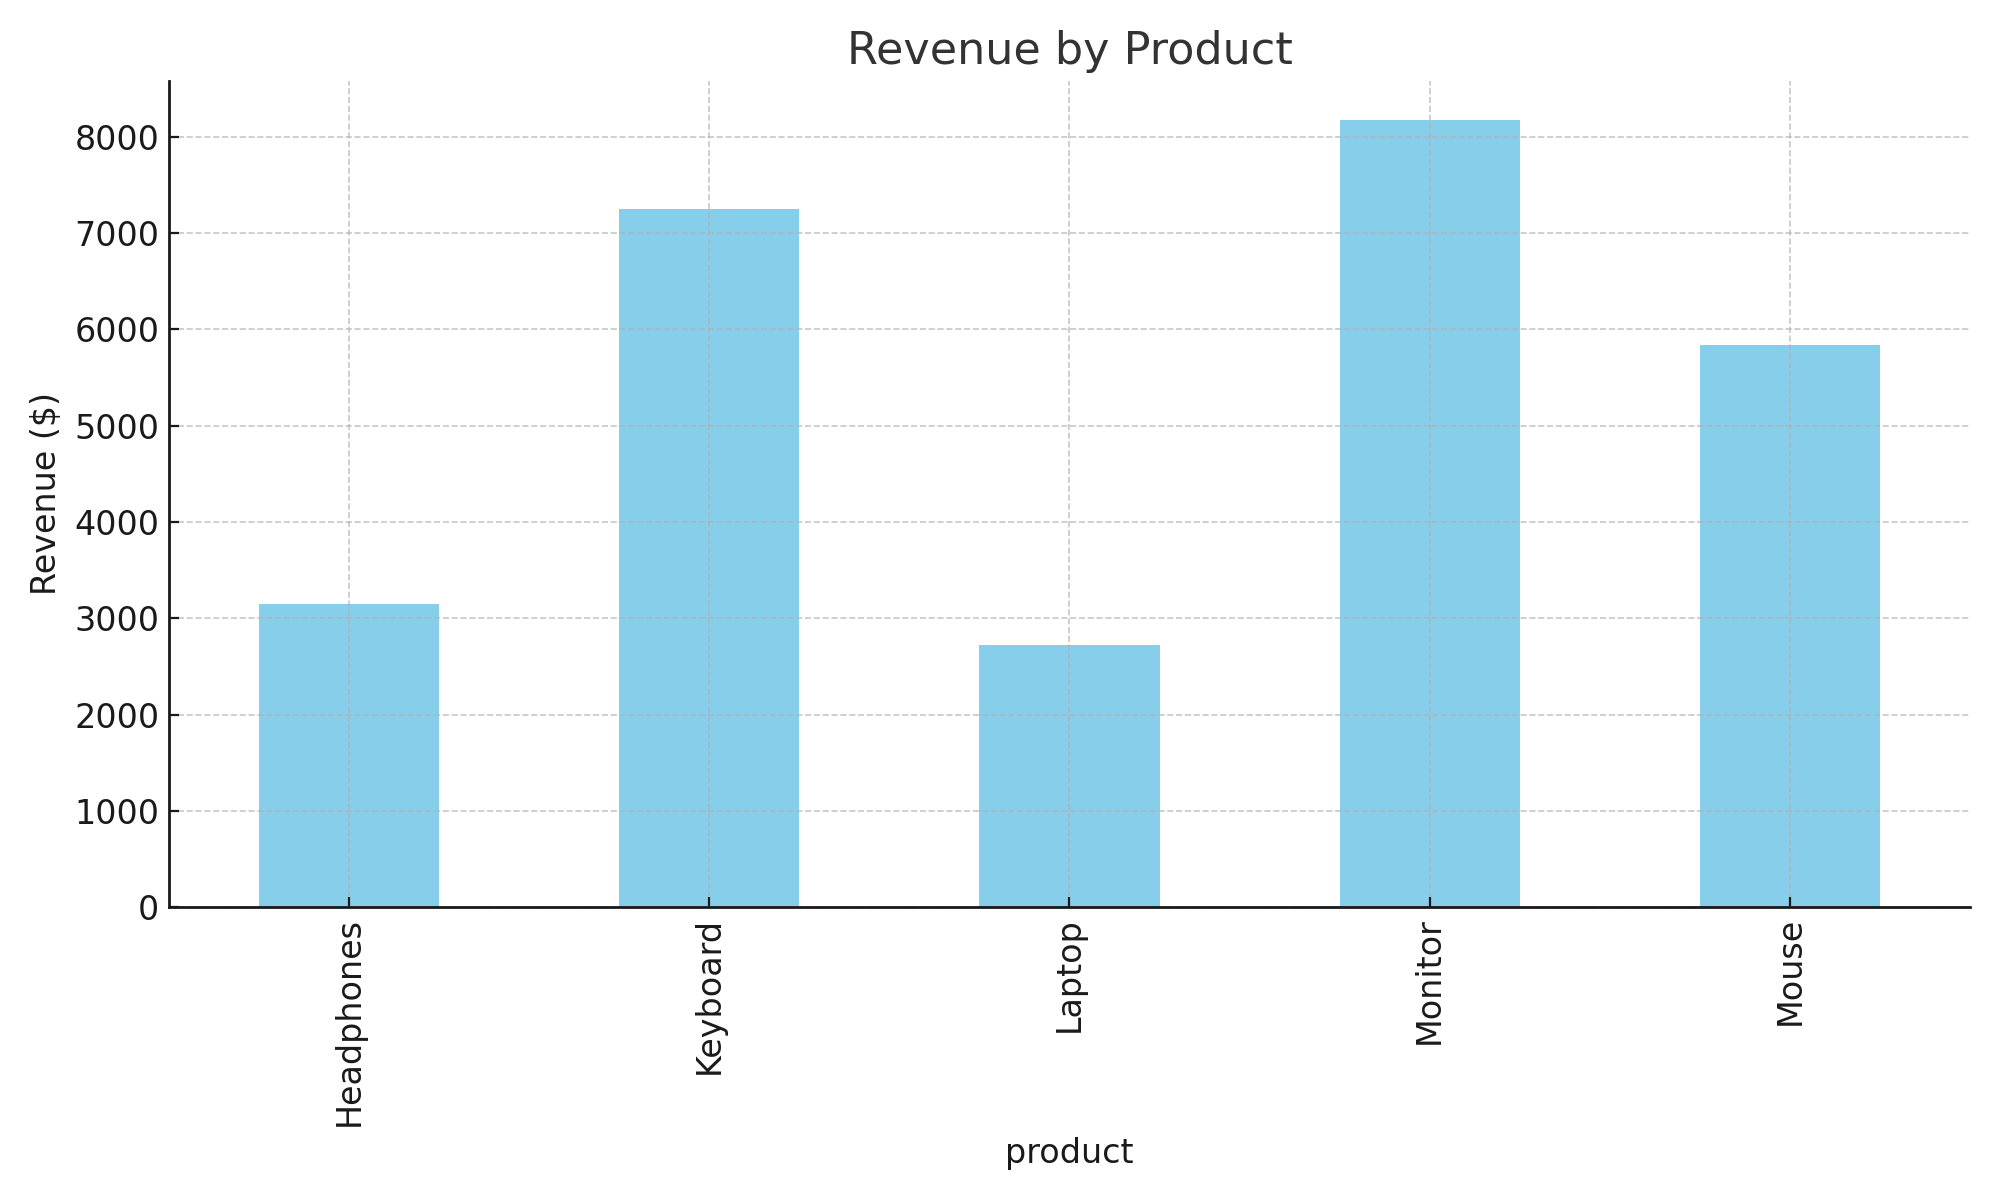 Revenue by Product
Revenue ($)
8000
7000
6000
5000
4000
3000
2000
1000
0
Headphones
Keyboard
Laptop
Monitor
Mouse
product